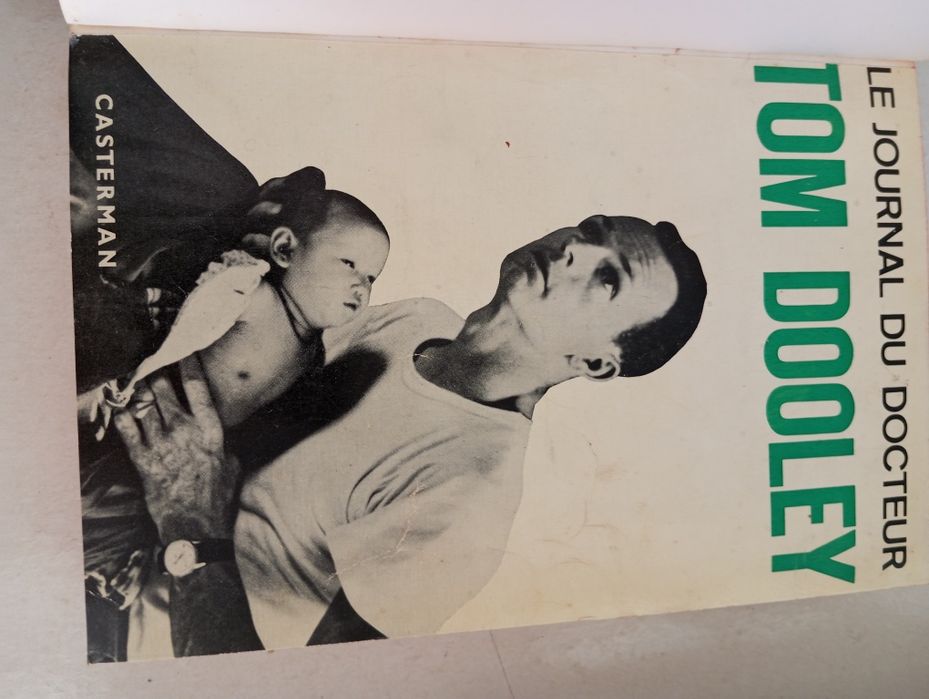 LE JOURNAL DU DOCTEUR
TOM DOOLEY
CASTERMAN